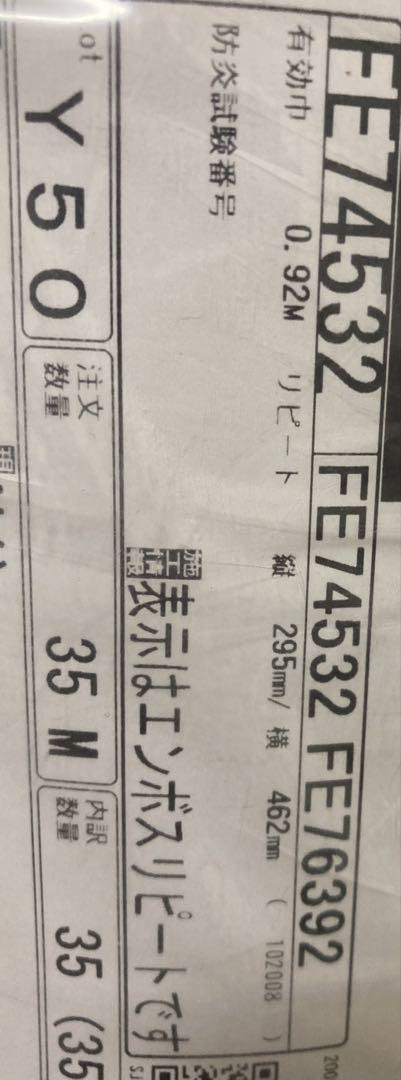 FE74532 FE74532 FE76392
有効巾 0.92M リピート 縦 295mm/ 横 462mm ( 102008 )
防炎試験番号
施工情報 表示はエンボスリピートです
ot 注文数量 35 M 内訳数量 35 (35
Y50